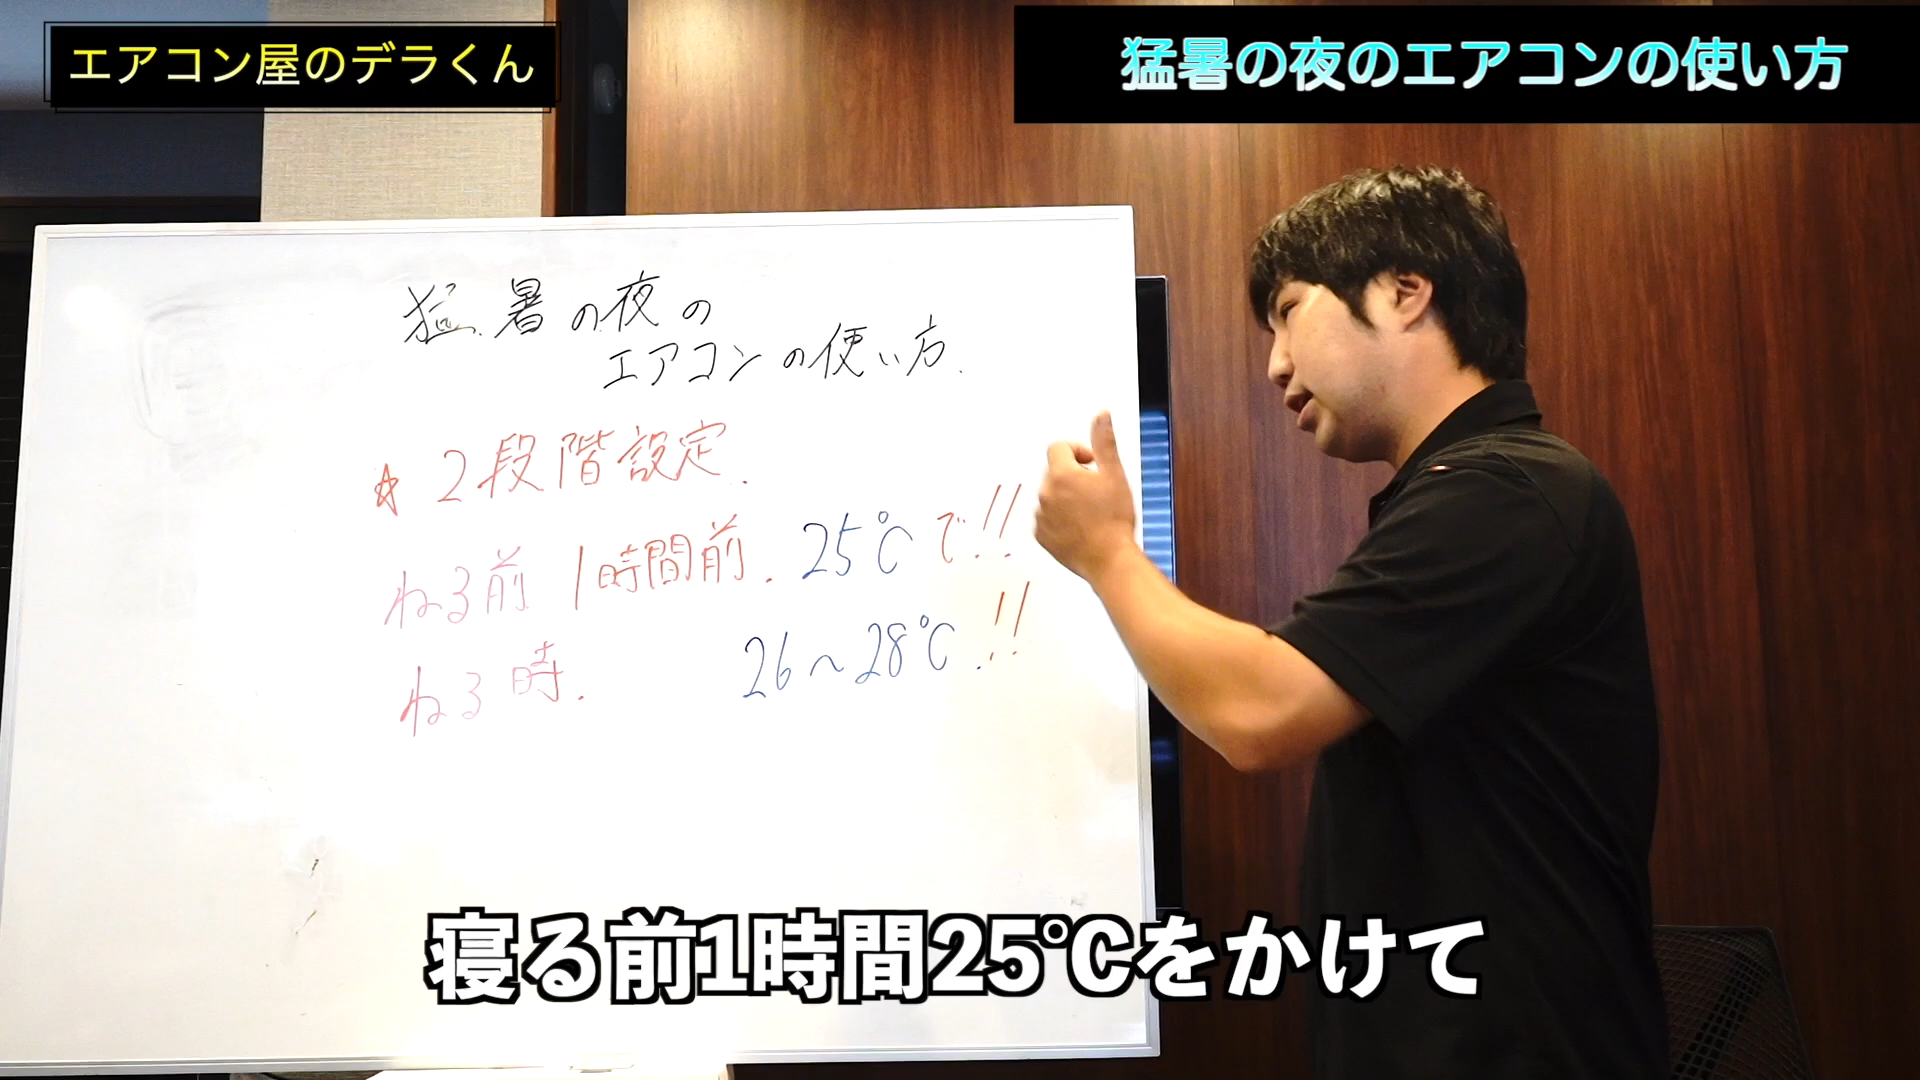 エアコン屋のデラくん
猛暑の夜のエアコンの使い方
猛暑の夜の
エアコンの使い方.
☆ 2段階設定.
ねる前 1時間前. 25℃で!!
ねる時. 26〜28℃.!!
寝る前1時間25℃をかけて